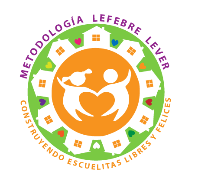 METODOLOGÍA LEFEBRE LEVER
CONSTRUYENDO ESCUELITAS LIBRES Y FELICES